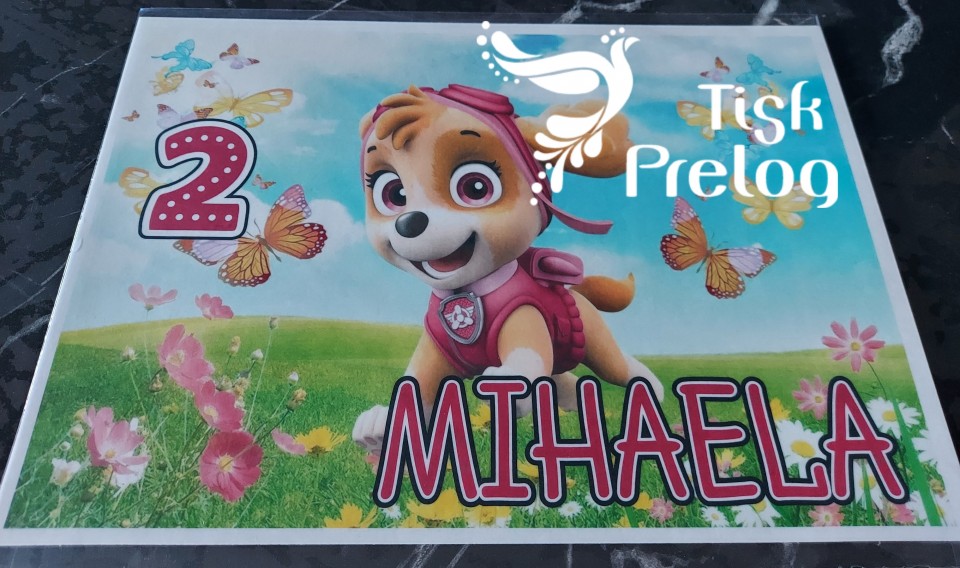 Tisk
Prelog
2
MIHAELA